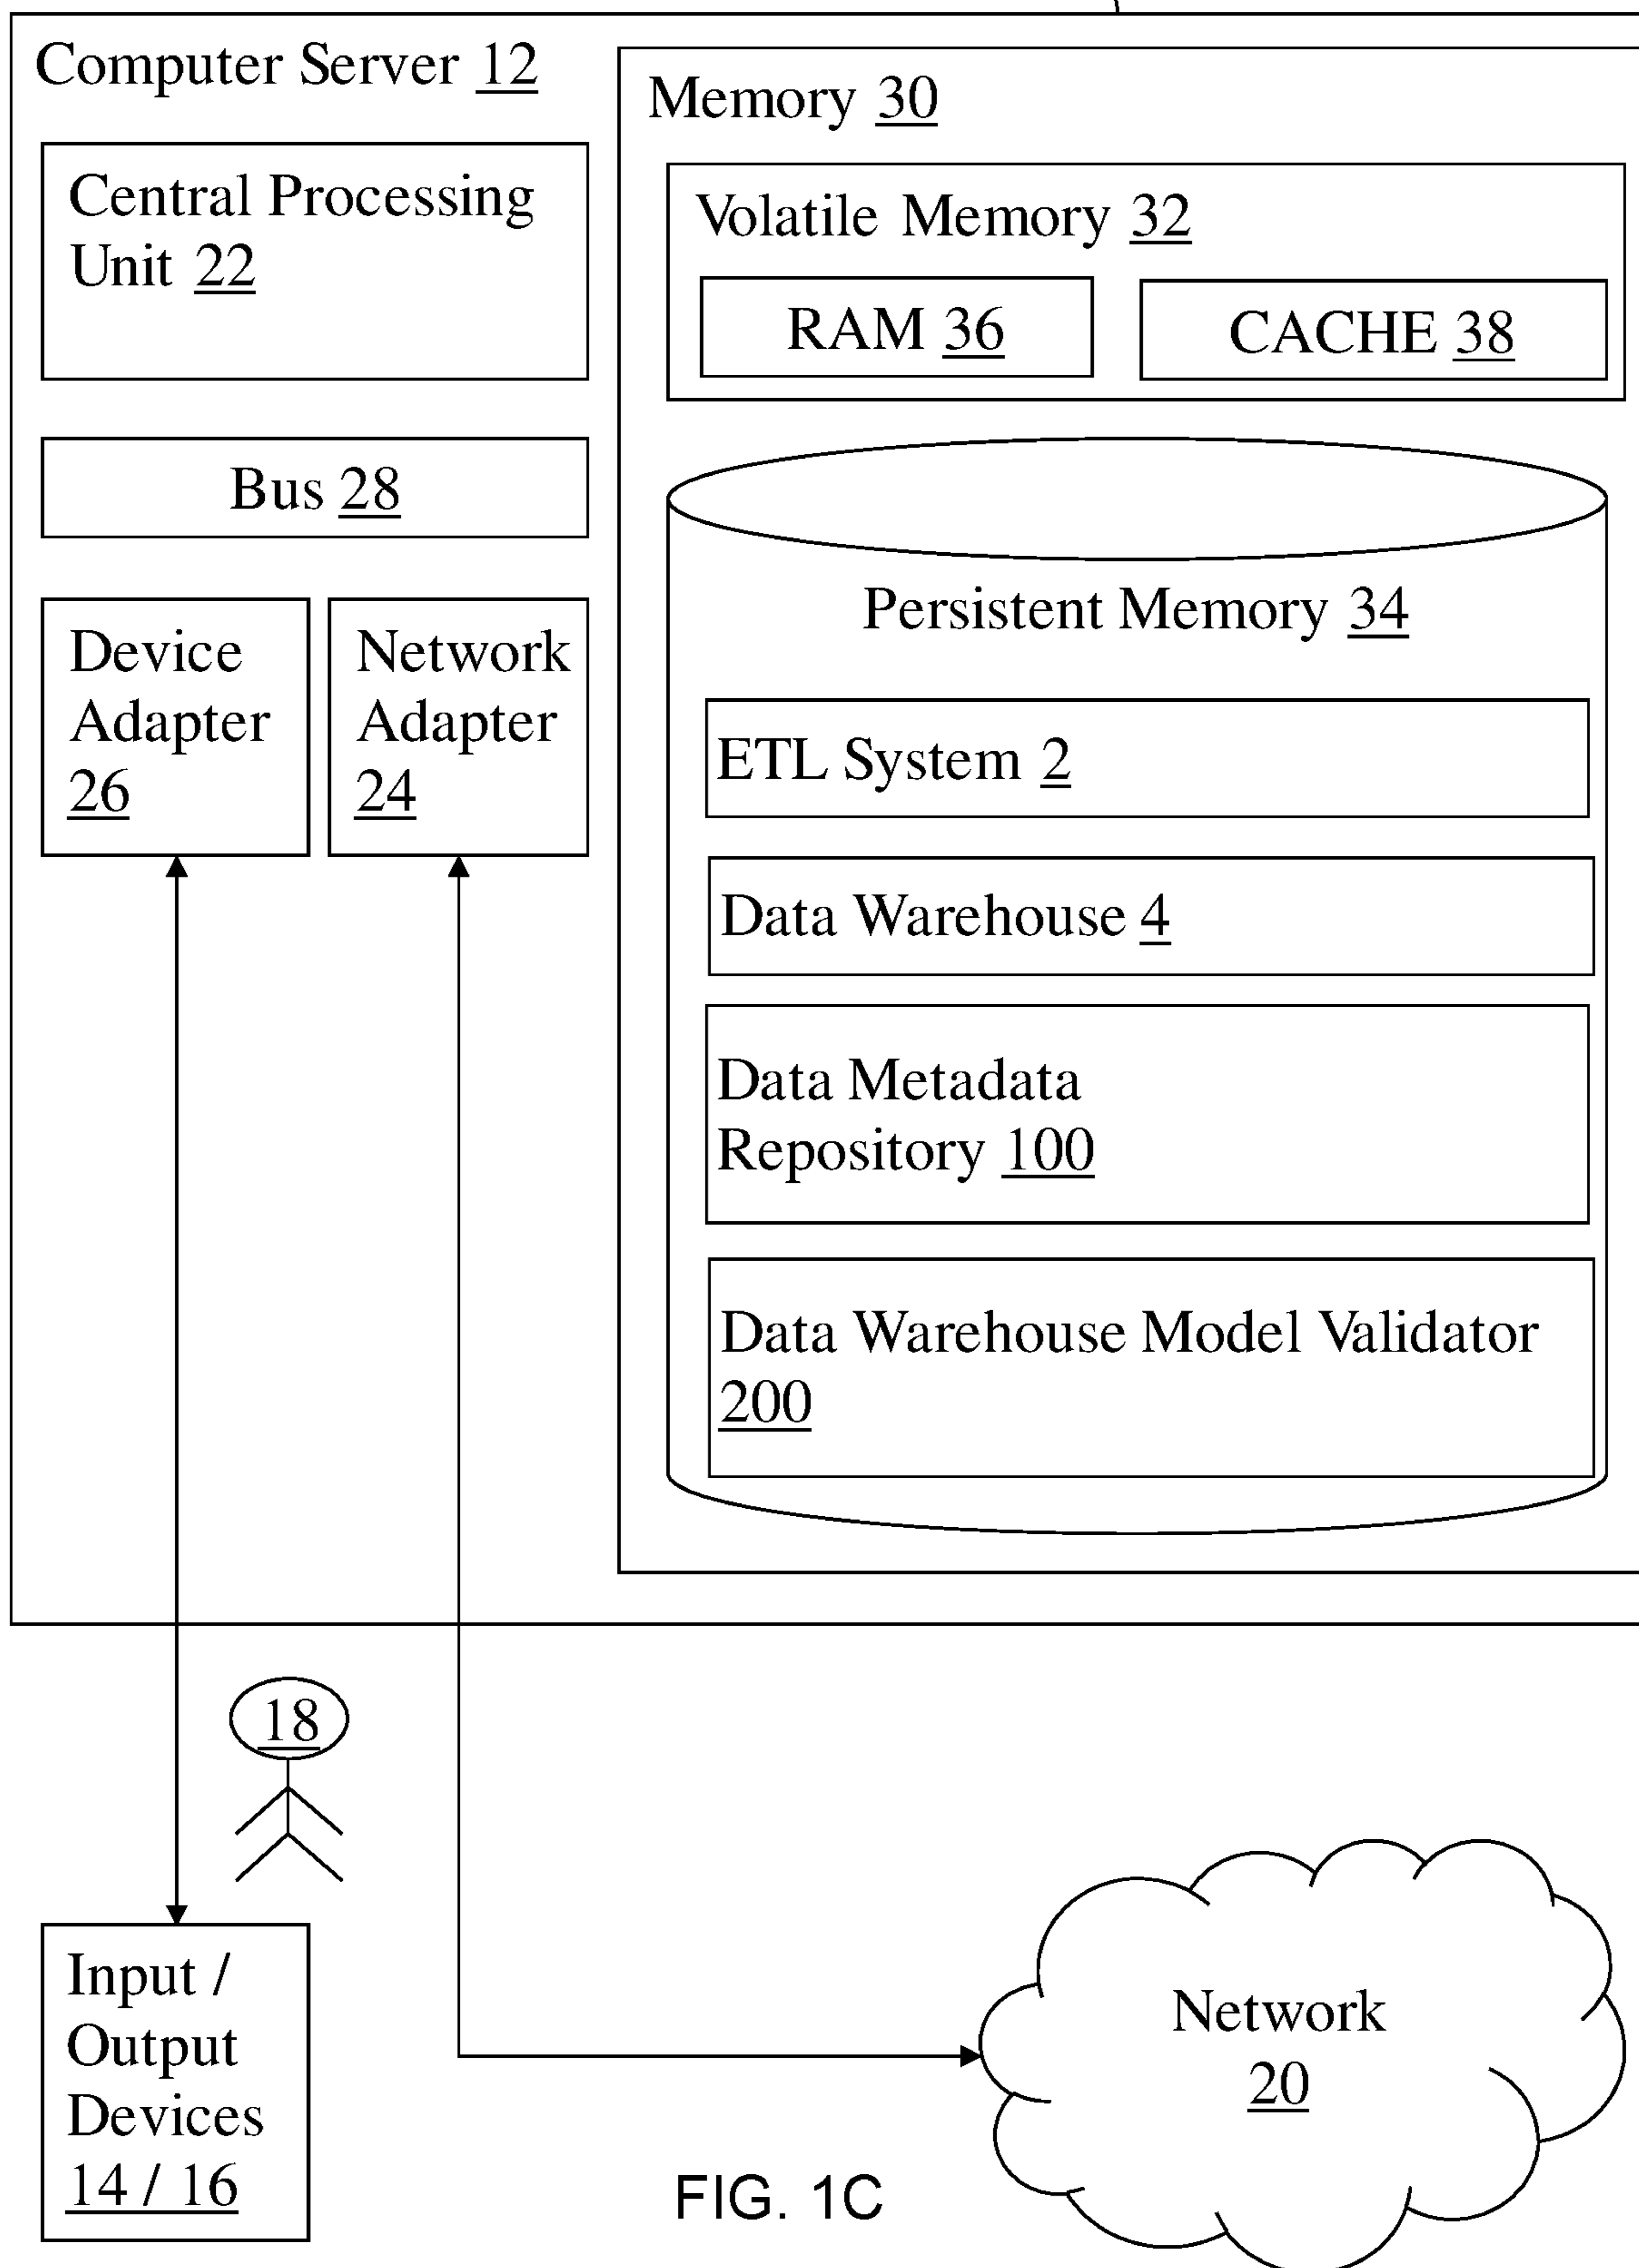 Computer Server 12
Central Processing
Unit 22
Bus 28
Device
Adapter
26
Network
Adapter
24
Memory 30
Volatile Memory 32
RAM 36
CACHE 38
Persistent Memory 34
ETL System 2
Data Warehouse 4
Data Metadata
Repository 100
Data Warehouse Model Validator
200
18
Input /
Output
Devices
14 / 16
Network
20
FIG. 1C